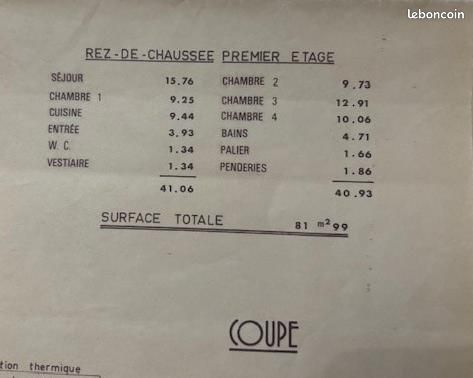 leboncoin
REZ-DE-CHAUSSEE PREMIER ETAGE
SÉJOUR 15.76 CHAMBRE 2 9.73
CHAMBRE 1 9.25 CHAMBRE 3 12.91
CUISINE 9.44 CHAMBRE 4 10.06
ENTRÉE 3.93 BAINS 4.71
W.C. 1.34 PALIER 1.66
VESTIAIRE 1.34 PENDERIES 1.86
41.06 40.93
SURFACE TOTALE 81 m² 99
COUPE
tion thermique